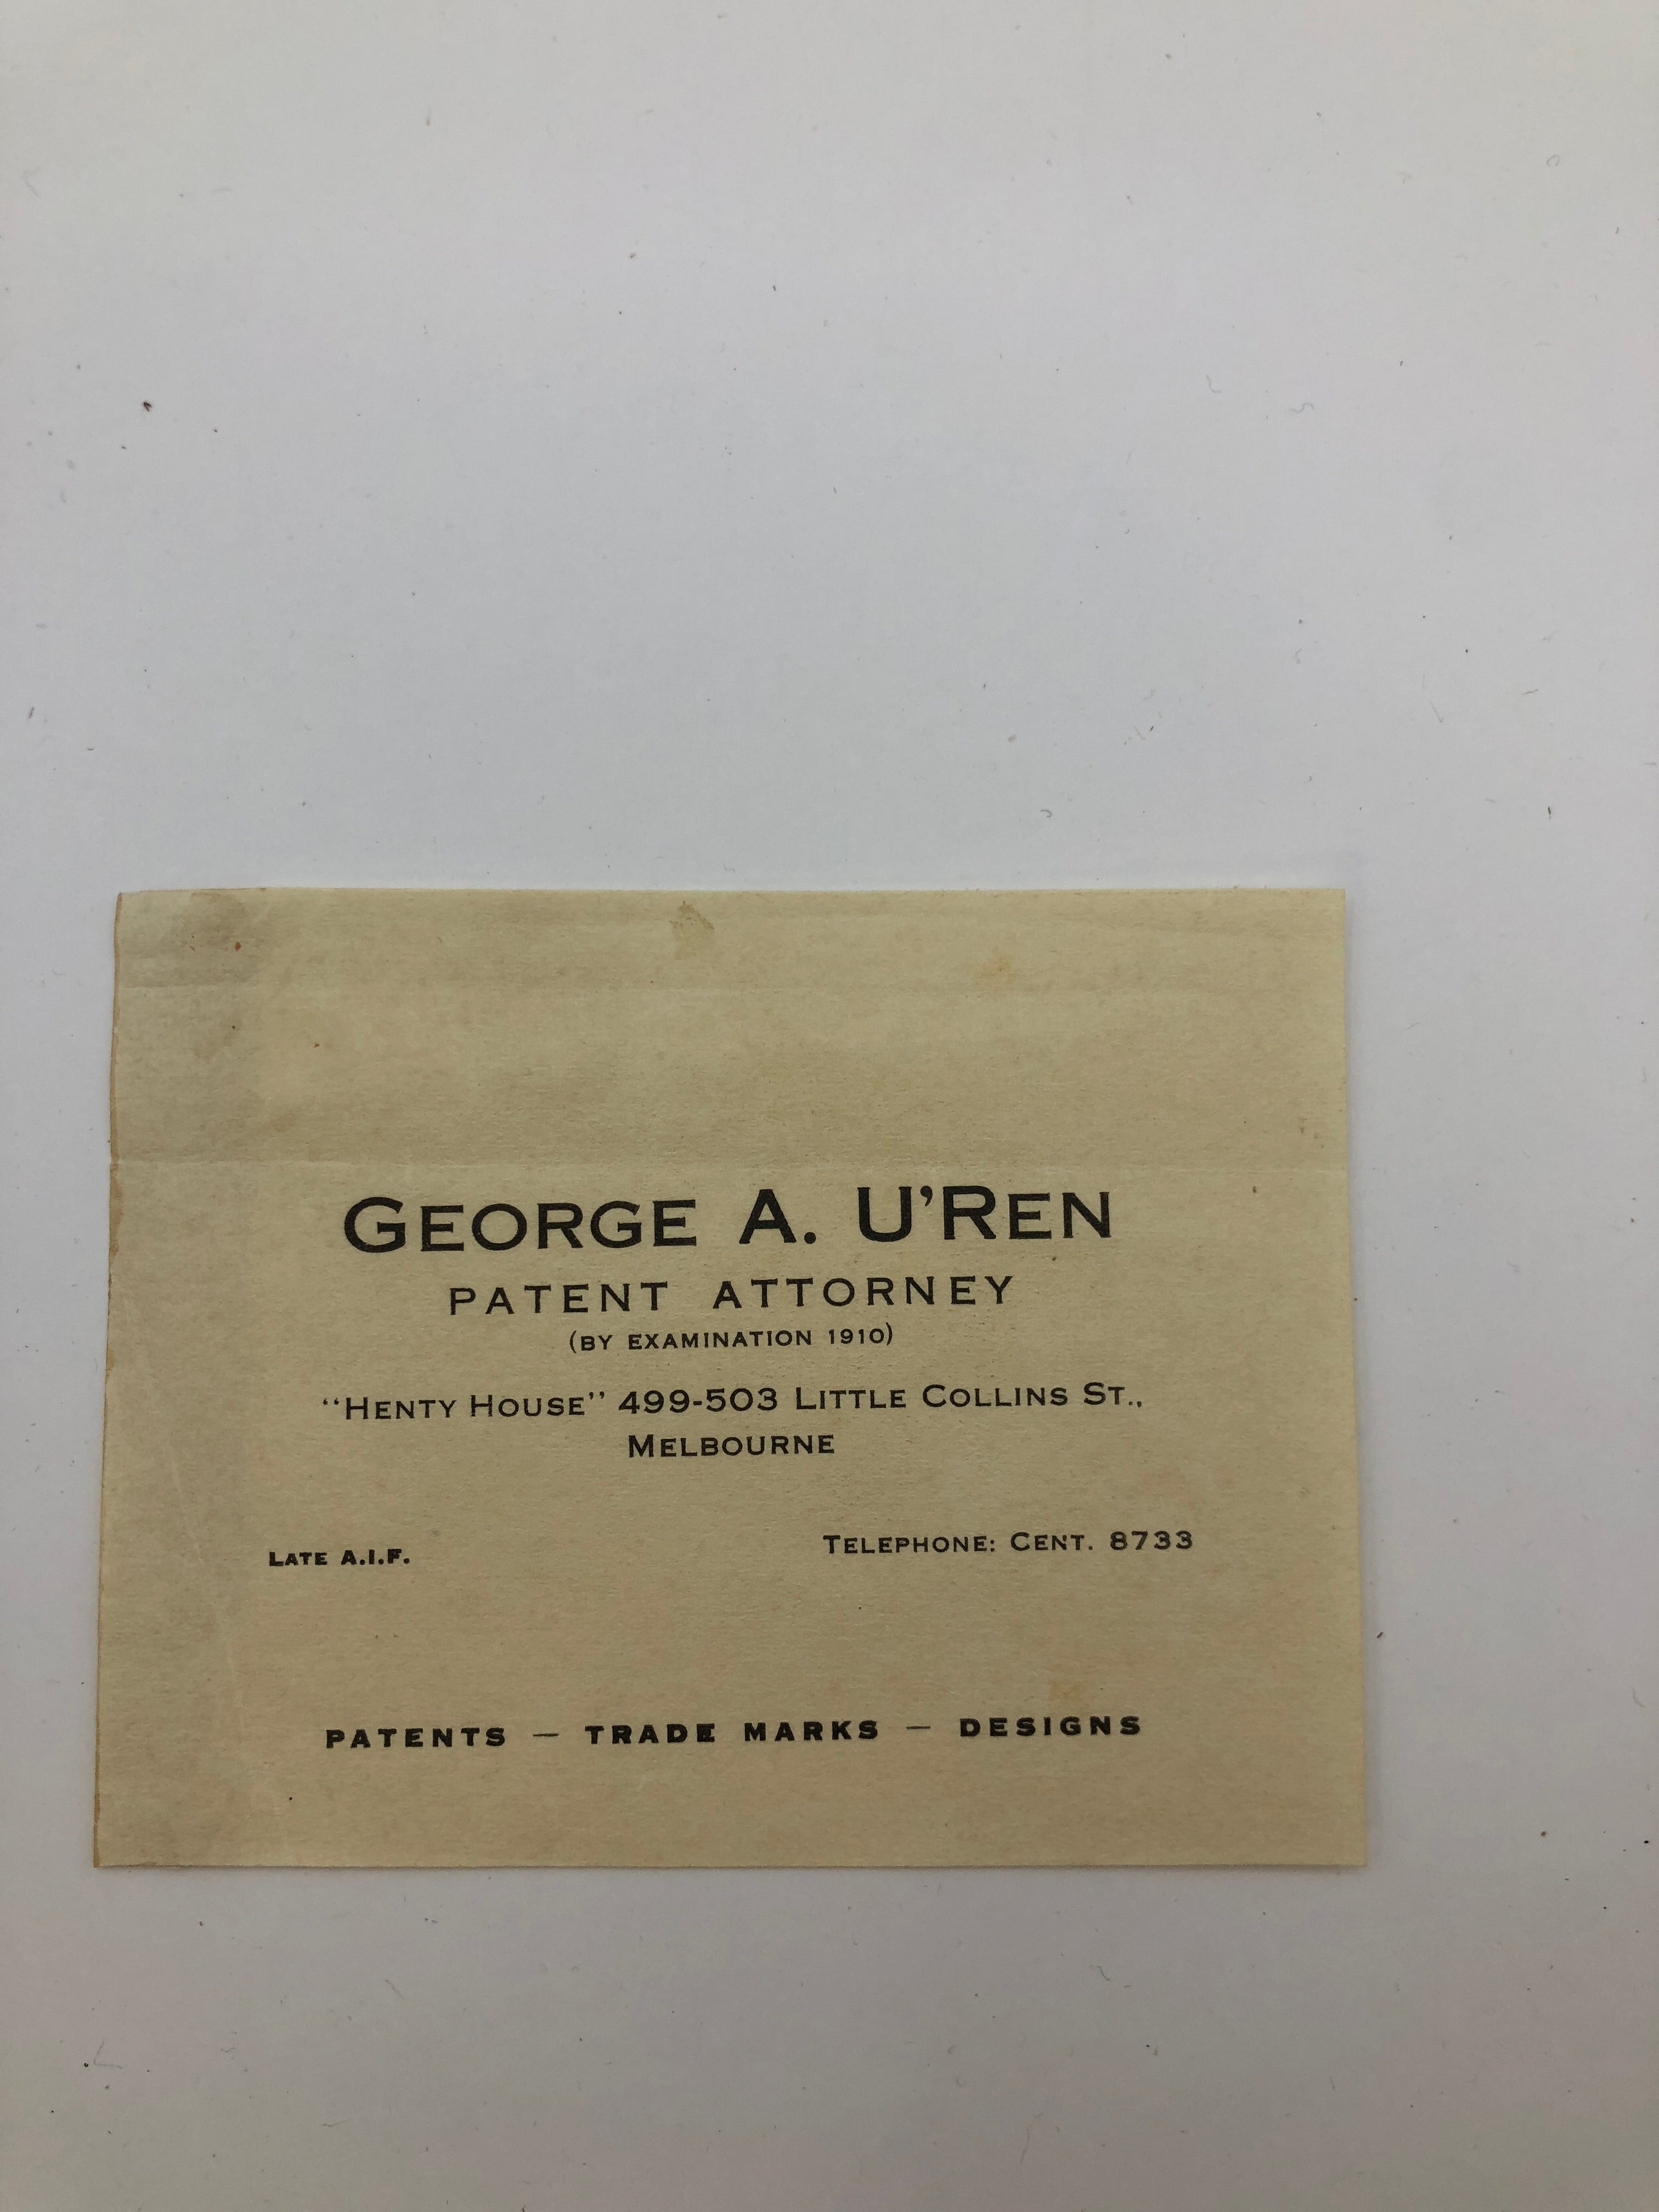 GEORGE A. U'REN
PATENT ATTORNEY
(BY EXAMINATION 1910)
"HENTY HOUSE" 499-503 LITTLE COLLINS ST.,
MELBOURNE
LATE A.I.F. TELEPHONE: CENT. 8733
PATENTS — TRADE MARKS — DESIGNS